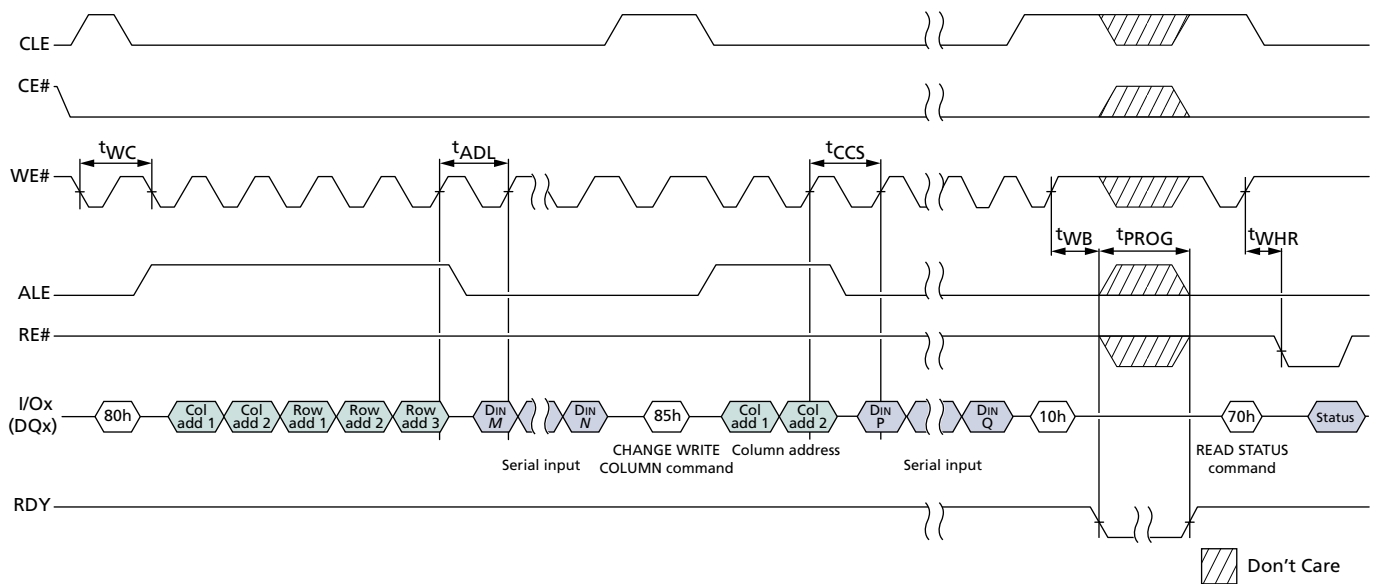 CLE
CE#
tWC
tADL
tCCS
WE#
tWB
tPROG
tWHR
ALE
RE#
I/Ox
(DQx)
80h
Col
add 1
Col
add 2
Row
add 1
Row
add 2
Row
add 3
DIN
M
DIN
N
85h
Col
add 1
Col
add 2
DIN
P
DIN
Q
10h
70h
Status
Serial input
CHANGE WRITE
COLUMN command
Column address
Serial input
READ STATUS
command
RDY
Don't Care